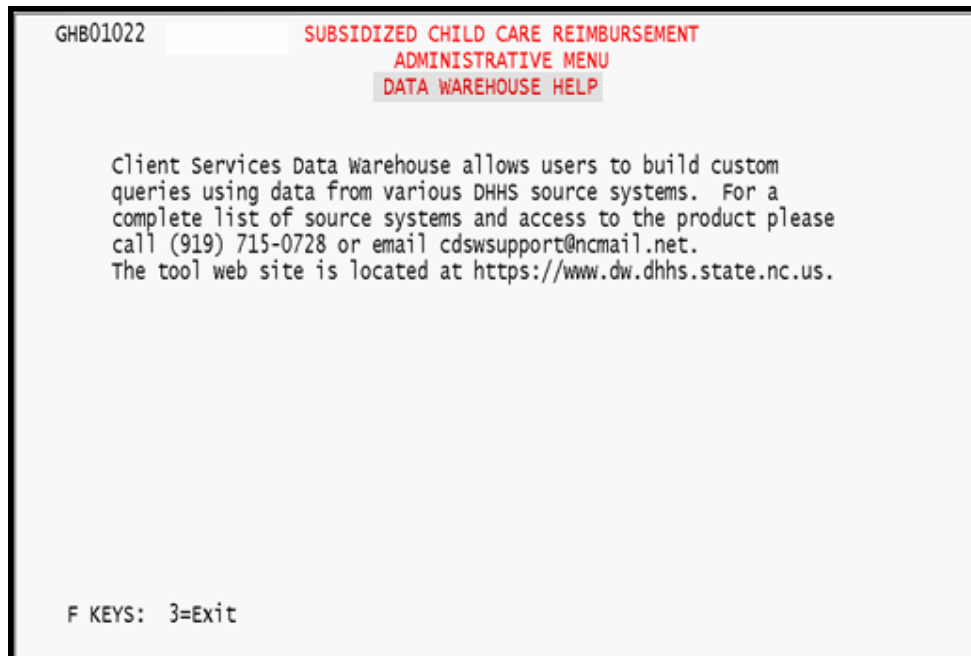 GHB01022 SUBSIDIZED CHILD CARE REIMBURSEMENT
ADMINISTRATIVE MENU
DATA WAREHOUSE HELP
Client Services Data Warehouse allows users to build custom
queries using data from various DHHS source systems. For a
complete list of source systems and access to the product please
call (919) 715-0728 or email cdswsupport@ncmail.net.
The tool web site is located at https://www.dw.dhhs.state.nc.us.
F KEYS: 3=Exit